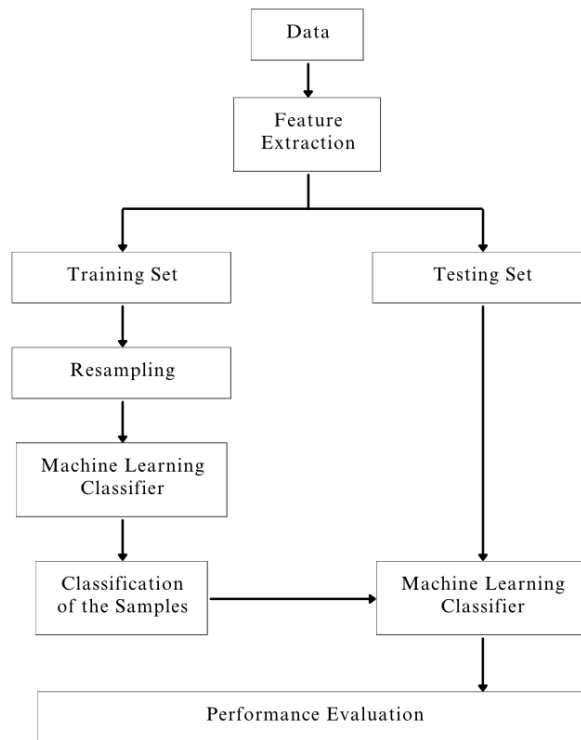 Data
Feature
Extraction
Training Set
Testing Set
Resampling
Machine Learning
Classifier
Classification
of the Samples
Machine Learning
Classifier
Performance Evaluation